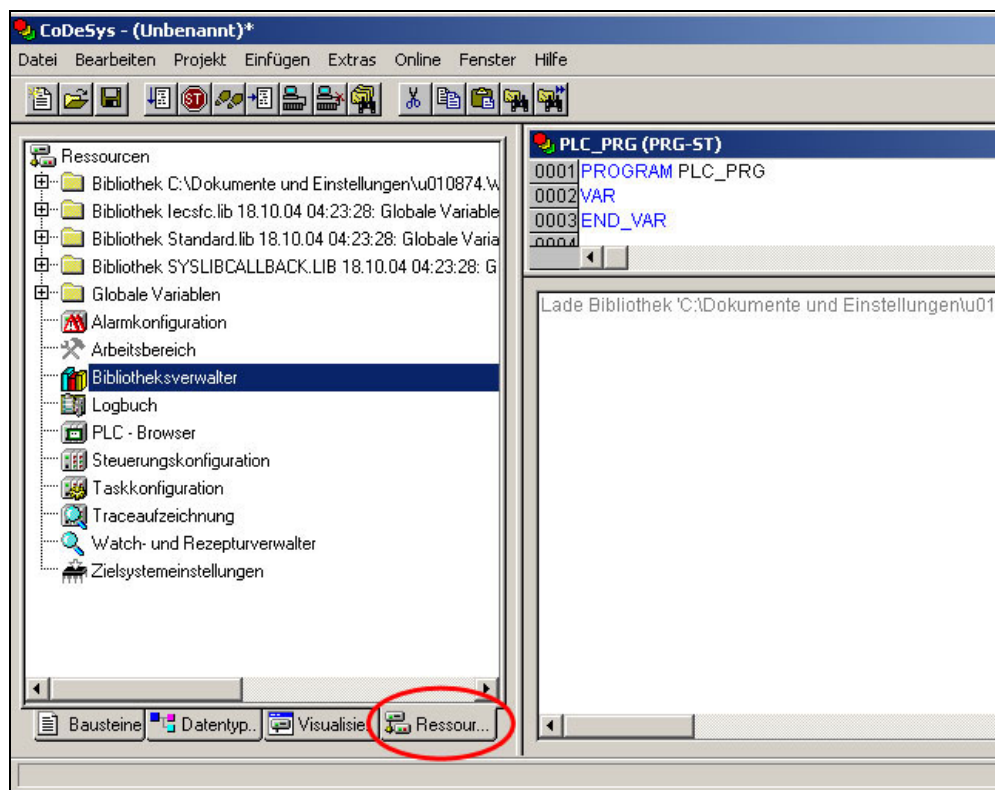 CoDeSys - (Unbenannt)*
Datei Bearbeiten Projekt Einfügen Extras Online Fenster Hilfe
ST
Ressourcen
Bibliothek C:\Dokumente und Einstellungen\u010874.W
Bibliothek Iecsfc.lib 18.10.04 04:23:28: Globale Variable
Bibliothek Standard.lib 18.10.04 04:23:28: Globale Varia
Bibliothek SYSLIBCALLBACK.LIB 18.10.04 04:23:28: G
Globale Variablen
Alarmkonfiguration
Arbeitsbereich
Bibliotheksverwalter
Logbuch
PLC - Browser
Steuerungskonfiguration
Taskkonfiguration
Traceaufzeichnung
Watch- und Rezepturverwalter
Zielsystemeinstellungen
Bausteine Datentyp.. Visualisie. Ressour...
PLC_PRG (PRG-ST)
0001 PROGRAM PLC_PRG
0002 VAR
0003 END_VAR
0004
Lade Bibliothek 'C:\Dokumente und Einstellungen\u01